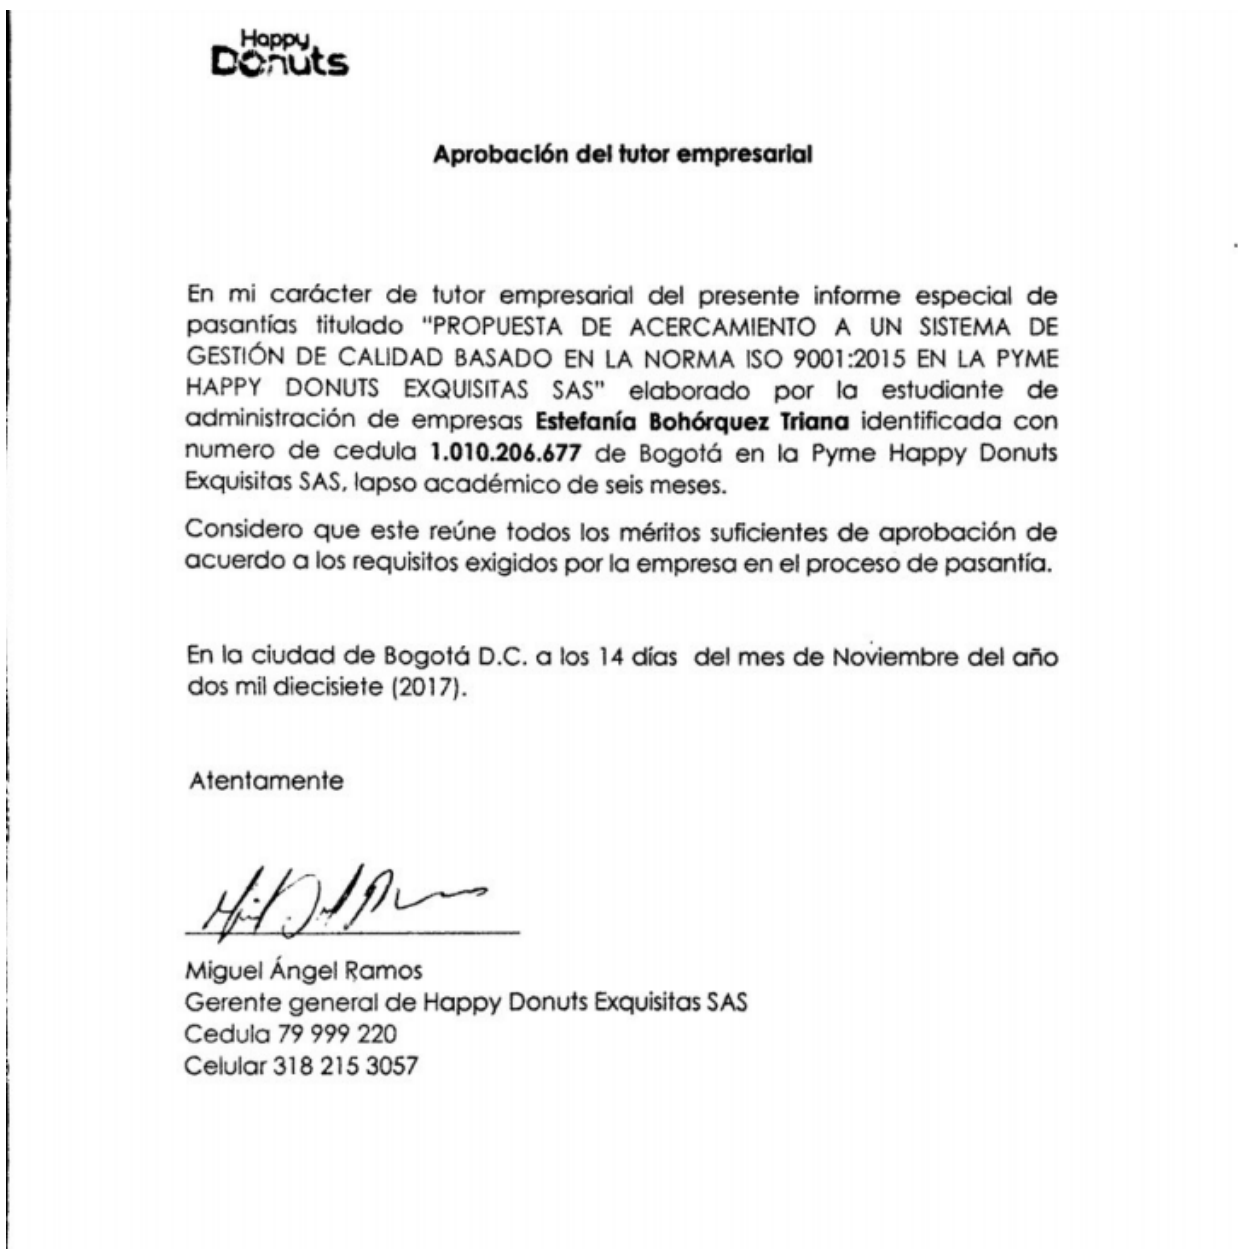 Happy
Donuts
Aprobación del tutor empresarial
En mi carácter de tutor empresarial del presente informe especial de
pasantías titulado "PROPUESTA DE ACERCAMIENTO A UN SISTEMA DE
GESTIÓN DE CALIDAD BASADO EN LA NORMA ISO 9001:2015 EN LA PYME
HAPPY DONUTS EXQUISITAS SAS" elaborado por la estudiante de
administración de empresas Estefanía Bohórquez Triana identificada con
numero de cedula 1.010.206.677 de Bogotá en la Pyme Happy Donuts
Exquisitas SAS, lapso académico de seis meses.
Considero que este reúne todos los méritos suficientes de aprobación de
acuerdo a los requisitos exigidos por la empresa en el proceso de pasantía.
En la ciudad de Bogotá D.C. a los 14 días del mes de Noviembre del año
dos mil diecisiete (2017).
Atentamente
Miguel Ángel Ramos
Gerente general de Happy Donuts Exquisitas SAS
Cedula 79 999 220
Celular 318 215 3057